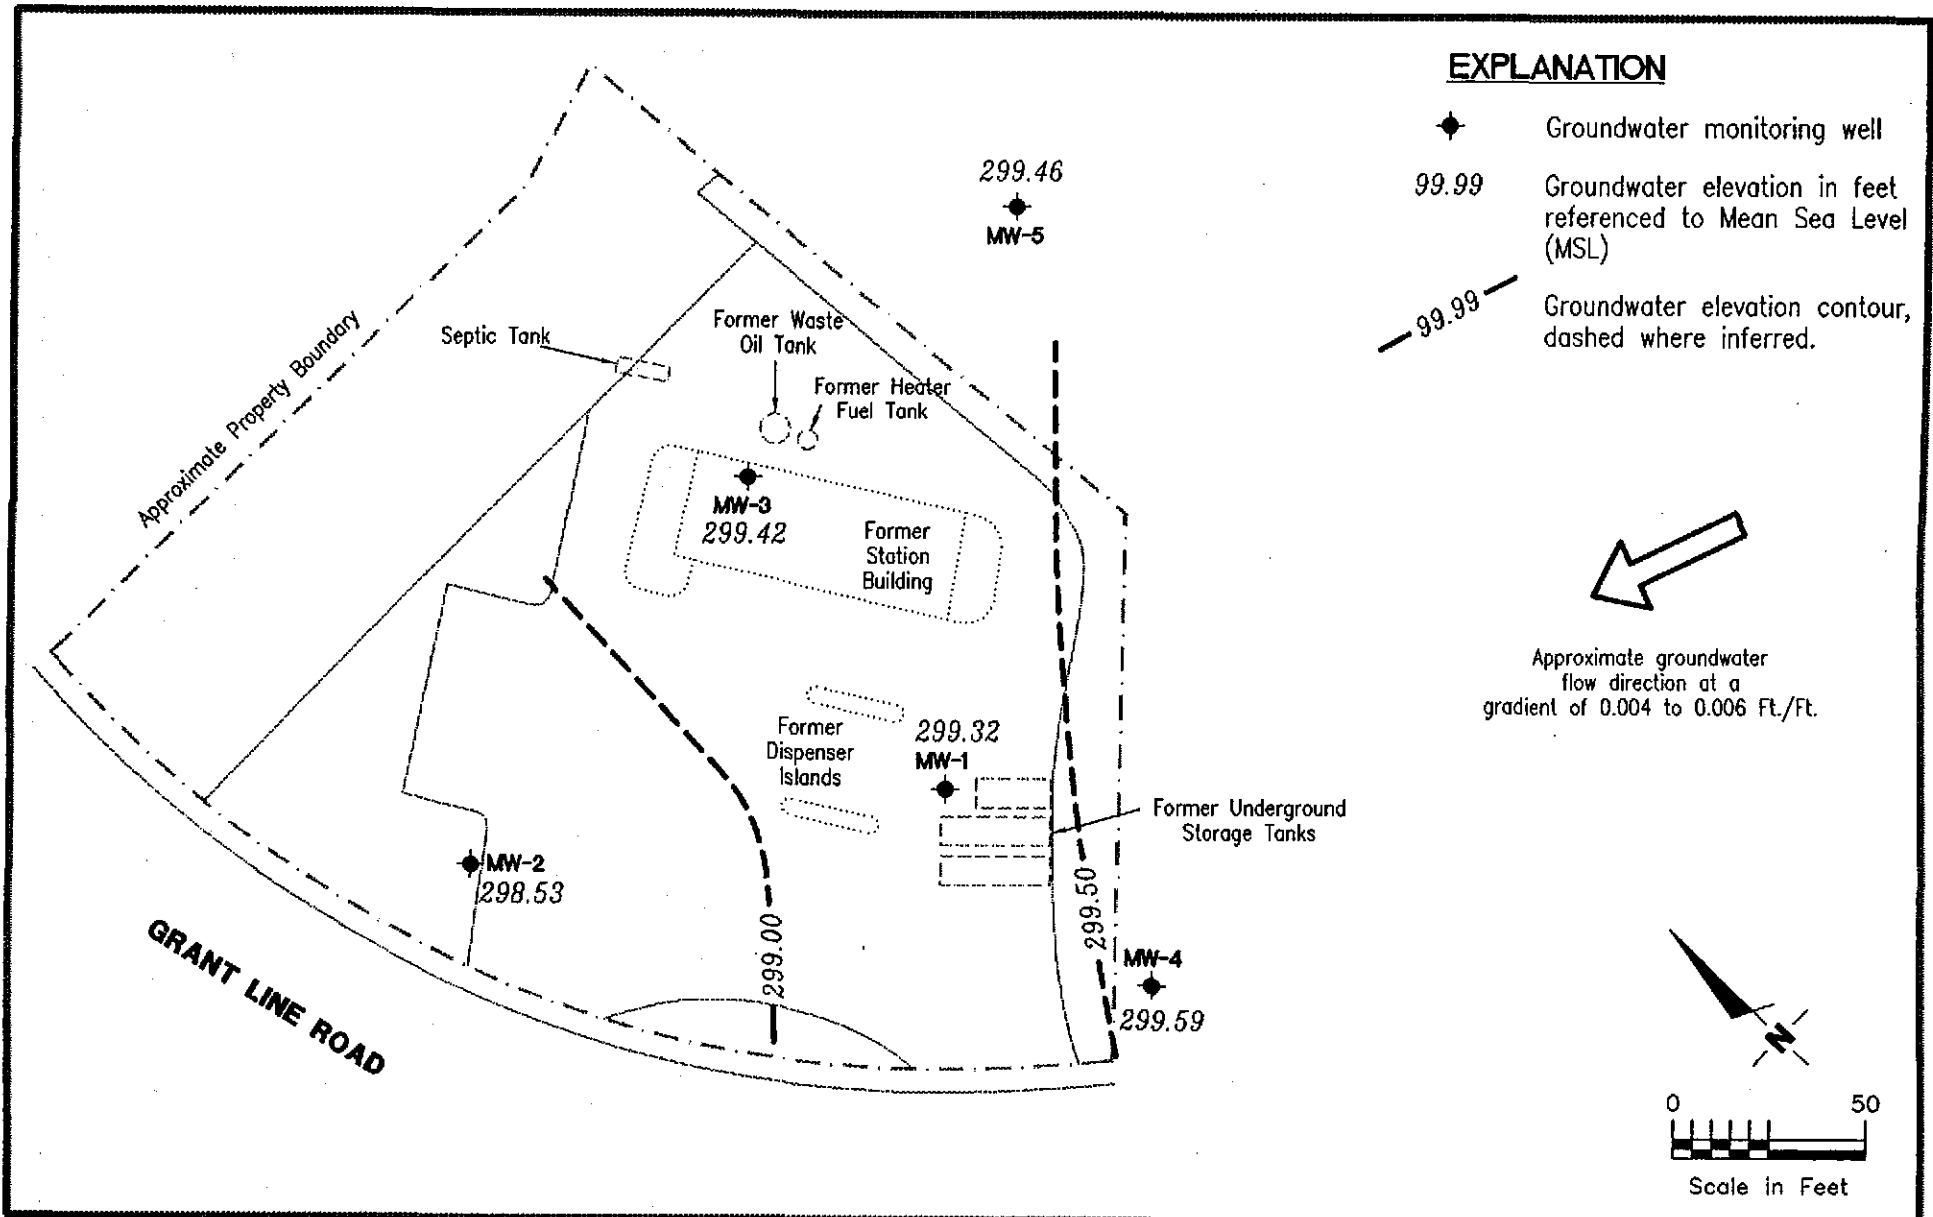 EXPLANATION
Groundwater monitoring well
99.99
Groundwater elevation in feet
referenced to Mean Sea Level
(MSL)
99.99
Groundwater elevation contour,
dashed where inferred.
299.46
MW-5
Approximate Property Boundary
Septic Tank
Former Waste
Oil Tank
Former Heater
Fuel Tank
MW-3
299.42
Former
Station
Building
Approximate groundwater
flow direction at a
gradient of 0.004 to 0.006 Ft./Ft.
Former
Dispenser
Islands
299.32
MW-1
Former Underground
Storage Tanks
MW-2
298.53
299.00
299.50
MW-4
299.59
GRANT LINE ROAD
N
0 50
Scale in Feet